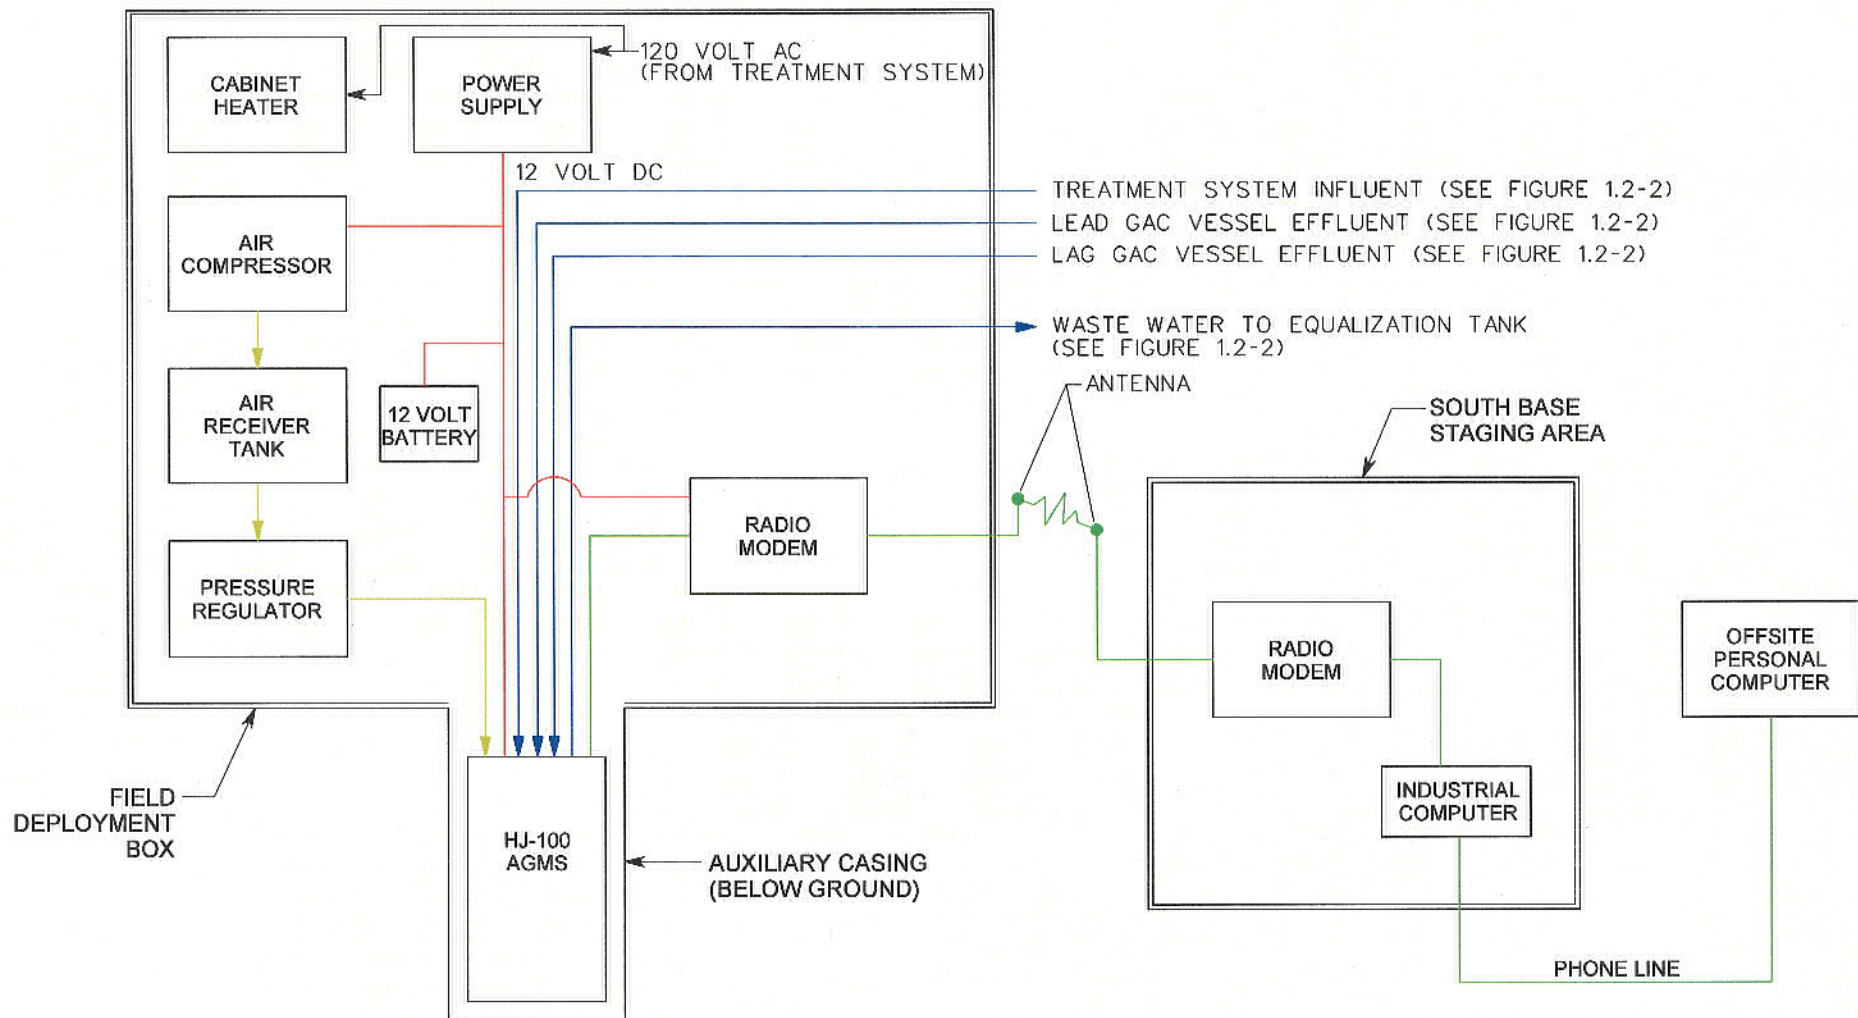 CABINET
HEATER
POWER
SUPPLY
120 VOLT AC
(FROM TREATMENT SYSTEM)
12 VOLT DC
TREATMENT SYSTEM INFLUENT (SEE FIGURE 1.2-2)
LEAD GAC VESSEL EFFLUENT (SEE FIGURE 1.2-2)
LAG GAC VESSEL EFFLUENT (SEE FIGURE 1.2-2)
AIR
COMPRESSOR
WASTE WATER TO EQUALIZATION TANK
(SEE FIGURE 1.2-2)
ANTENNA
AIR
RECEIVER
TANK
12 VOLT
BATTERY
SOUTH BASE
STAGING AREA
RADIO
MODEM
PRESSURE
REGULATOR
RADIO
MODEM
OFFSITE
PERSONAL
COMPUTER
INDUSTRIAL
COMPUTER
FIELD
DEPLOYMENT
BOX
HJ-100
AGMS
AUXILIARY CASING
(BELOW GROUND)
PHONE LINE